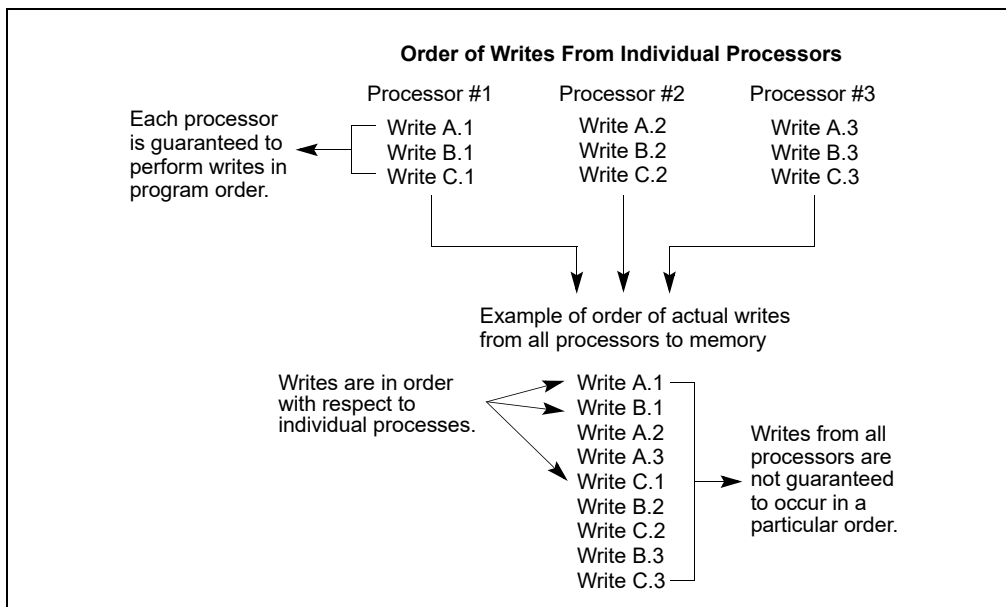 Order of Writes From Individual Processors
Processor #1
Processor #2
Processor #3
Each processor
is guaranteed to
perform writes in
program order.
Write A.1
Write B.1
Write C.1
Write A.2
Write B.2
Write C.2
Write A.3
Write B.3
Write C.3
Example of order of actual writes
from all processors to memory
Writes are in order
with respect to
individual processes.
Write A.1
Write B.1
Write A.2
Write A.3
Write C.1
Write B.2
Write C.2
Write B.3
Write C.3
Writes from all
processors are
not guaranteed
to occur in a
particular order.